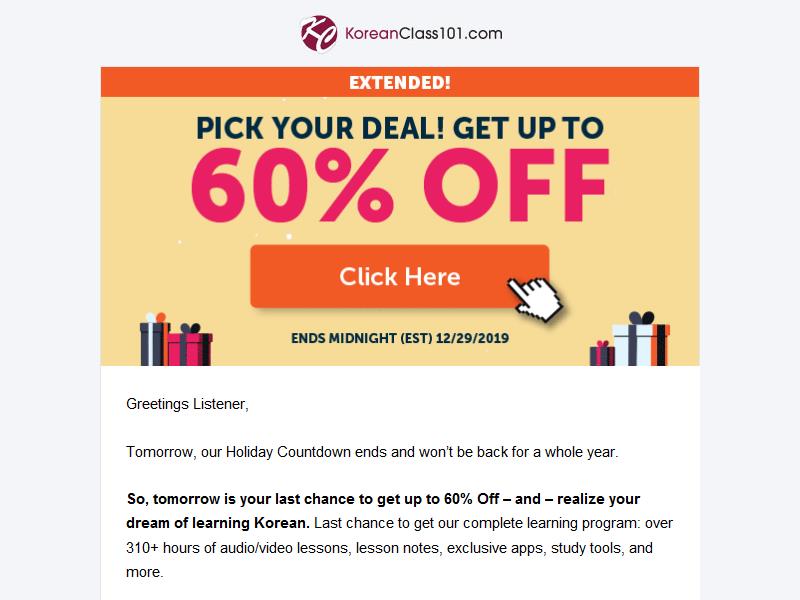 KoreanClass101.com
EXTENDED!
PICK YOUR DEAL! GET UP TO
60% OFF
Click Here
ENDS MIDNIGHT (EST) 12/29/2019
Greetings Listener,
Tomorrow, our Holiday Countdown ends and won’t be back for a whole year.
So, tomorrow is your last chance to get up to 60% Off – and – realize your
dream of learning Korean. Last chance to get our complete learning program: over
310+ hours of audio/video lessons, lesson notes, exclusive apps, study tools, and
more.